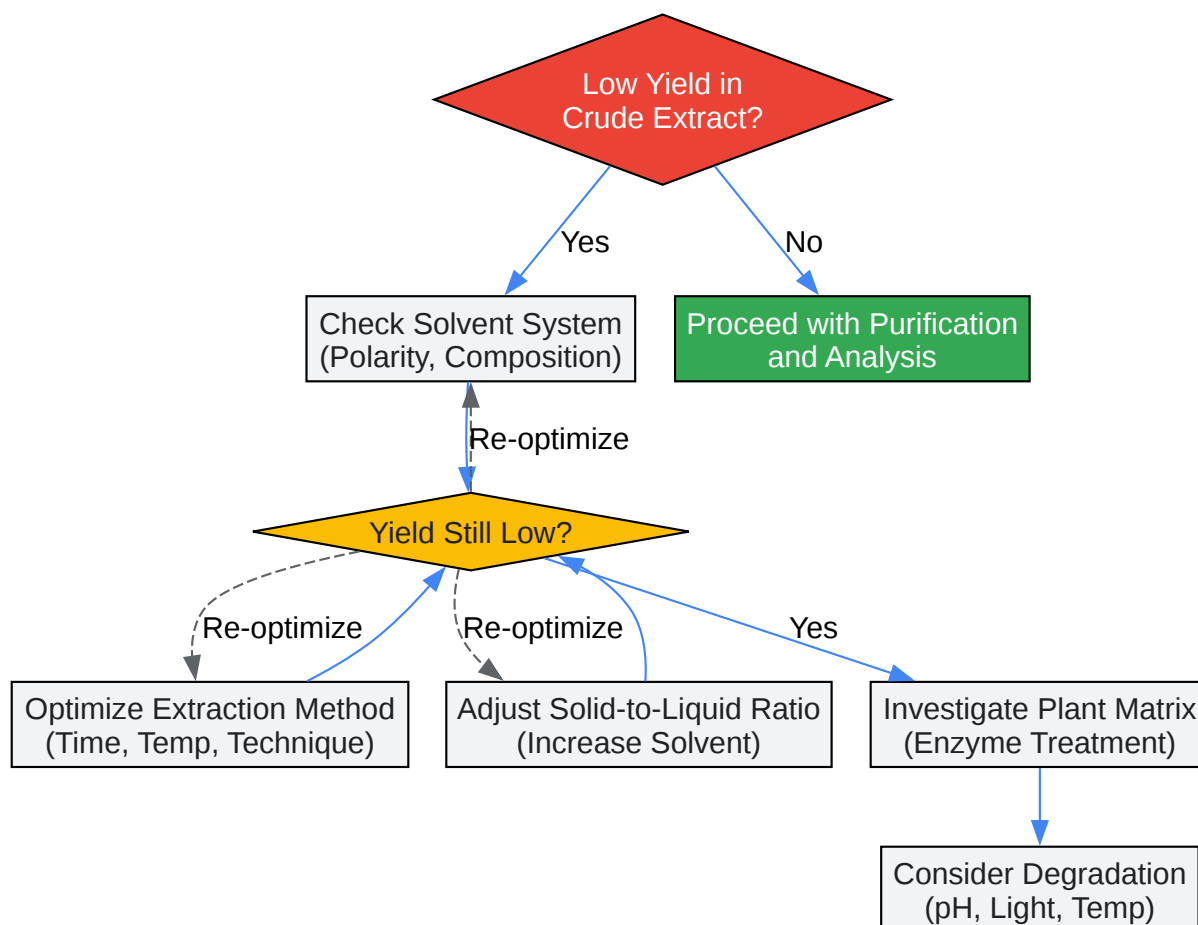 Low Yield in
Crude Extract?
Yes
No
Check Solvent System
(Polarity, Composition)
Proceed with Purification
and Analysis
Re-optimize
Yield Still Low?
Re-optimize
Re-optimize
Yes
Optimize Extraction Method
(Time, Temp, Technique)
Adjust Solid-to-Liquid Ratio
(Increase Solvent)
Investigate Plant Matrix
(Enzyme Treatment)
Consider Degradation
(pH, Light, Temp)